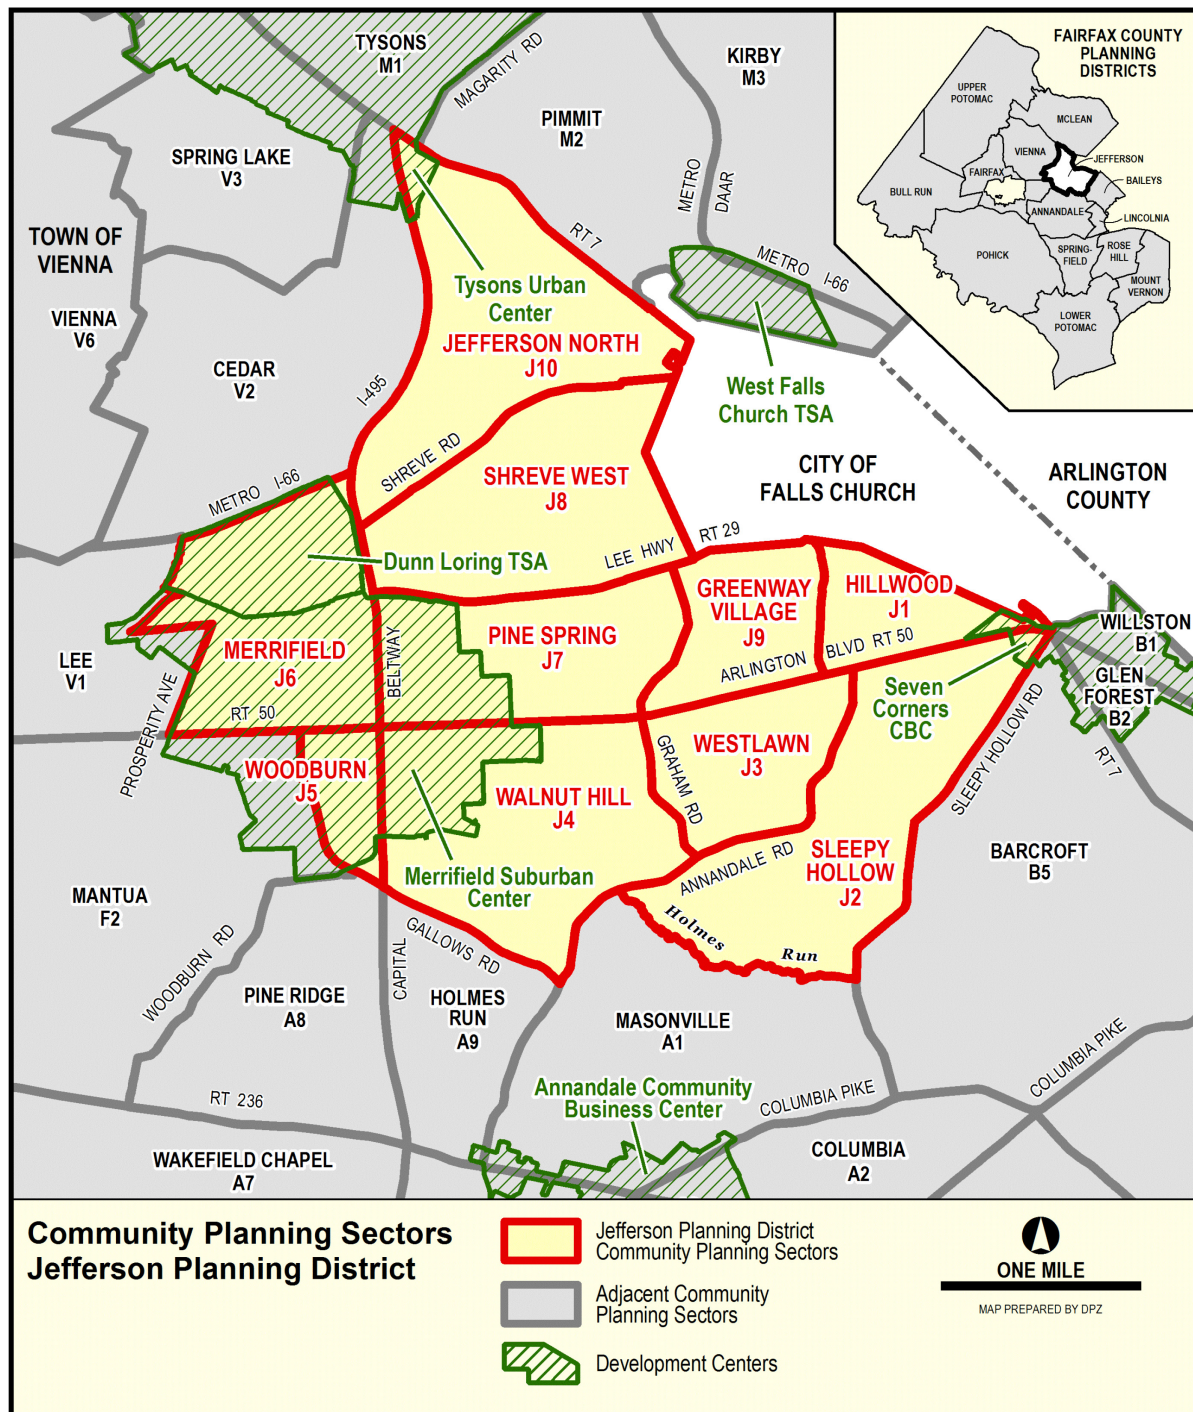 TYSONS
M1
MAGARITY RD
KIRBY
M3
PIMMIT
M2
SPRING LAKE
V3
METRO
DAAR
TOWN OF
VIENNA
RT 7
METRO I-66
Tysons Urban
Center
VIENNA
V6
JEFFERSON NORTH
J10
CEDAR
V2
I-495
West Falls
Church TSA
SHREVE RD
CITY OF
FALLS CHURCH
ARLINGTON
COUNTY
METRO I-66
SHREVE WEST
J8
LEE HWY RT 29
Dunn Loring TSA
GREENWAY
VILLAGE
J9
HILLWOOD
J1
WILLSTON
B1
PINE SPRING
J7
MERRIFIELD
J6
BELTWAY
ARLINGTON BLVD RT 50
LEE
V1
GLEN
FOREST
B2
Seven
Corners
CBC
SLEEPY HOLLOW RD
RT 7
PROSPERITY AVE
RT 50
WESTLAWN
J3
GRAHAM RD
WOODBURN
J5
WALNUT HILL
J4
SLEEPY
HOLLOW
J2
BARCROFT
B5
ANNANDALE RD
Merrifield Suburban
Center
MANTUA
F2
Holmes Run
GALLOWS RD
WOODBURN RD
CAPITAL
PINE RIDGE
A8
HOLMES
RUN
A9
MASONVILLE
A1
COLUMBIA PIKE
COLUMBIA PIKE
RT 236
Annandale Community
Business Center
WAKEFIELD CHAPEL
A7
COLUMBIA
A2
FAIRFAX COUNTY
PLANNING
DISTRICTS
UPPER
POTOMAC
MCLEAN
VIENNA
JEFFERSON
FAIRFAX
BAILEYS
BULL RUN
ANNANDALE
LINCOLNIA
POHICK
SPRING-
FIELD
ROSE
HILL
MOUNT
VERNON
LOWER
POTOMAC
Community Planning Sectors
Jefferson Planning District
Jefferson Planning District
Community Planning Sectors
Adjacent Community
Planning Sectors
Development Centers
ONE MILE
MAP PREPARED BY DPZ